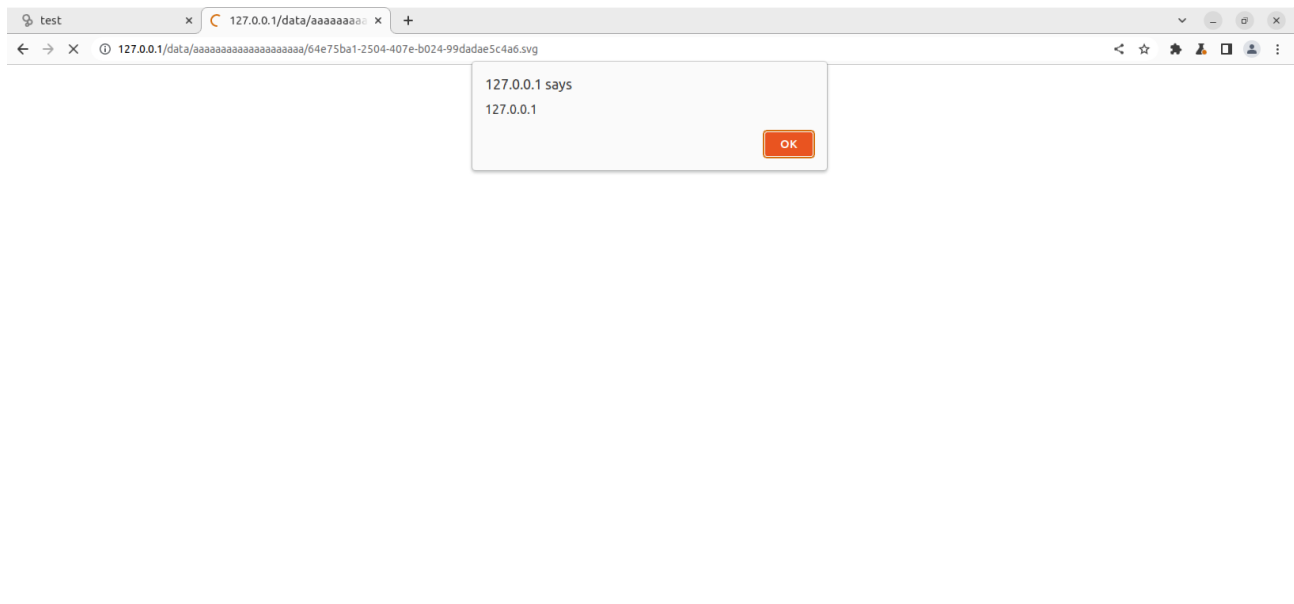 test
127.0.0.1/data/aaaaaaaaa
127.0.0.1/data/aaaaaaaaaaaaaaaaaaaa/64e75ba1-2504-407e-b024-99dadae5c4a6.svg
127.0.0.1 says
127.0.0.1
OK